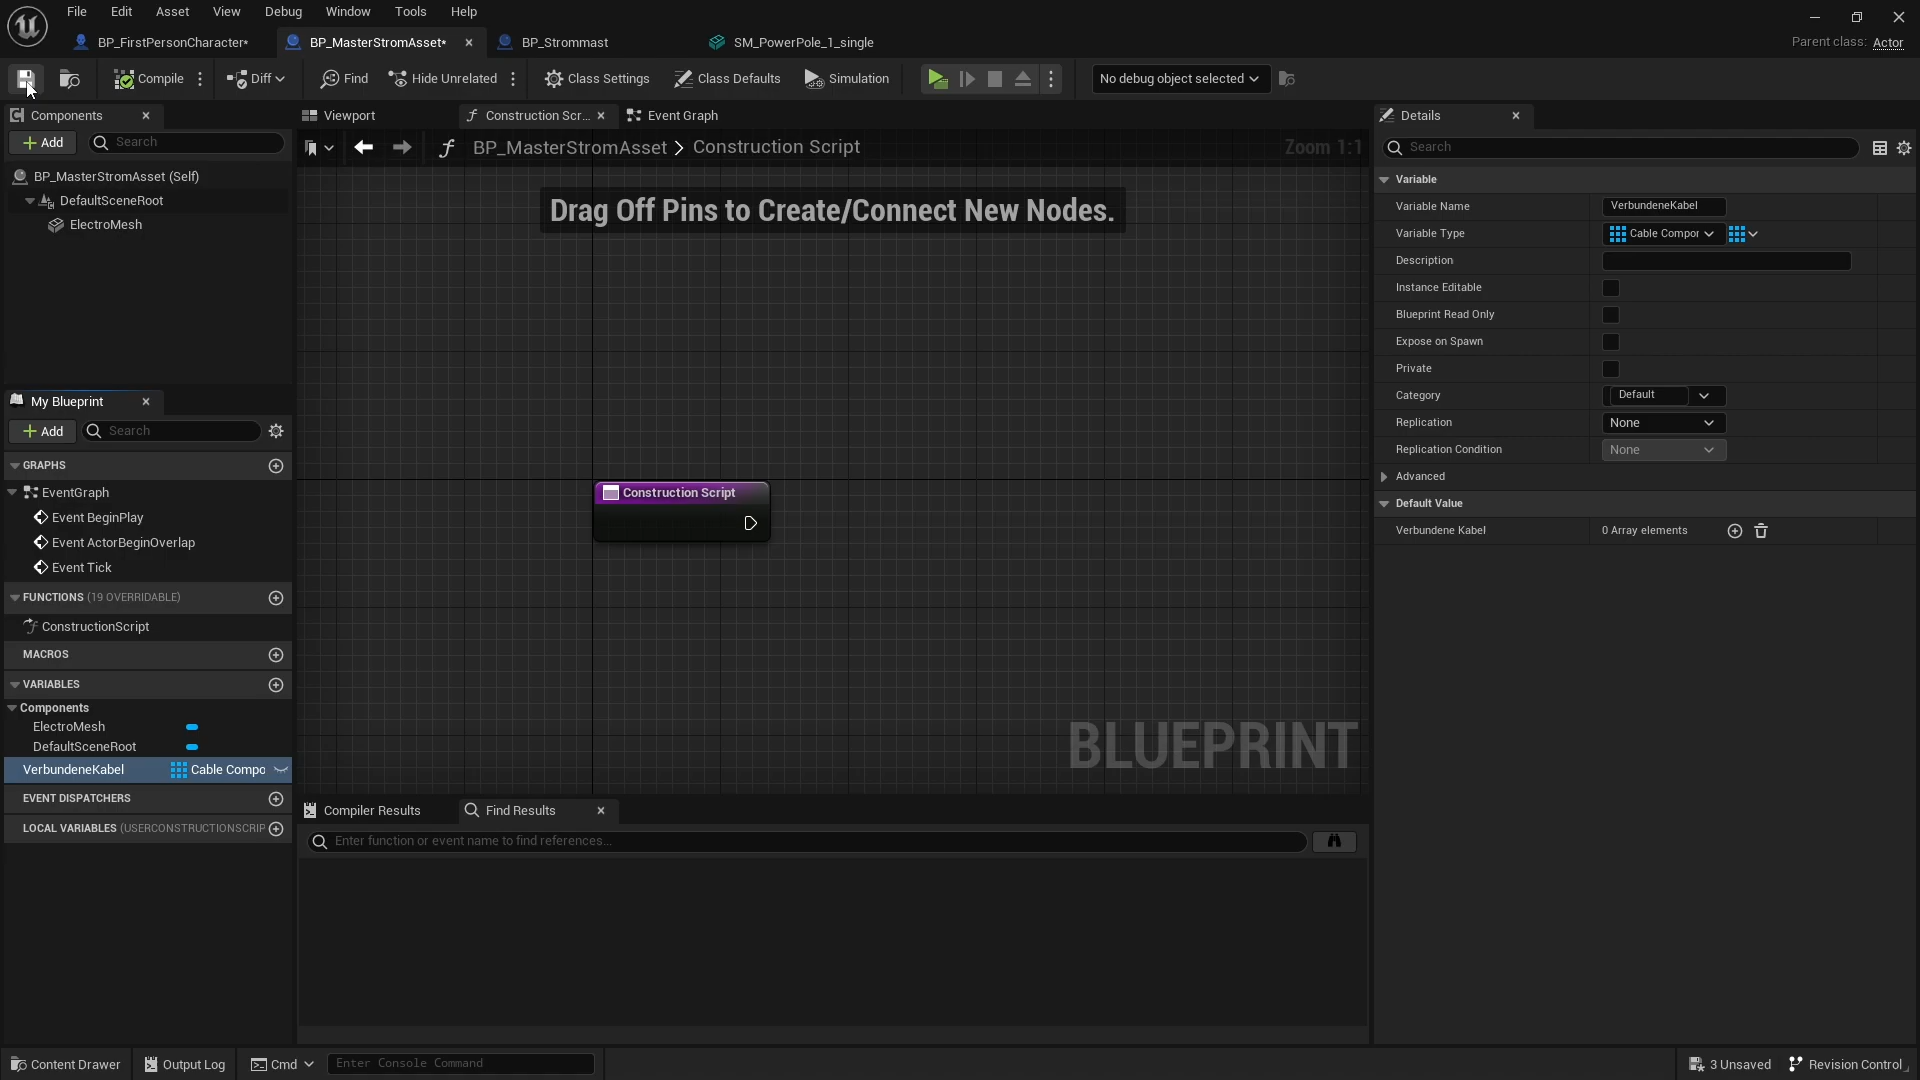 File Edit Asset View Debug Window Tools Help
BP_FirstPersonCharacter* BP_MasterStromAsset* BP_Strommast SM_PowerPole_1_single
Parent class: Actor
Compile Diff Find Hide Unrelated Class Settings Class Defaults Simulation No debug object selected
Components
Add Search
BP_MasterStromAsset (Self)
DefaultSceneRoot
ElectroMesh
My Blueprint
Add Search
GRAPHS
EventGraph
Event BeginPlay
Event ActorBeginOverlap
Event Tick
FUNCTIONS (19 OVERRIDABLE)
ConstructionScript
MACROS
VARIABLES
Components
ElectroMesh
DefaultSceneRoot
VerbundeneKabel Cable Compo
EVENT DISPATCHERS
LOCAL VARIABLES (USERCONSTRUCTIONSCRIP
Viewport Construction Scr... Event Graph
BP_MasterStromAsset > Construction Script
Zoom 1:1
Drag Off Pins to Create/Connect New Nodes.
Construction Script
BLUEPRINT
Compiler Results Find Results
Enter function or event name to find references...
Details
Search
Variable
Variable Name VerbundeneKabel
Variable Type Cable Compor
Description
Instance Editable
Blueprint Read Only
Expose on Spawn
Private
Category Default
Replication None
Replication Condition None
Advanced
Default Value
Verbundene Kabel 0 Array elements
Content Drawer Output Log Cmd Enter Console Command
3 Unsaved Revision Control